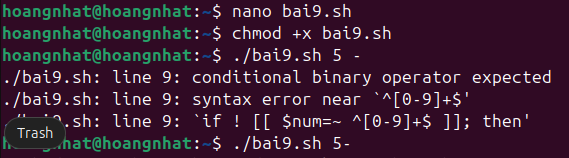 hoangnhat@hoangnhat:~$ nano bai9.sh
hoangnhat@hoangnhat:~$ chmod +x bai9.sh
hoangnhat@hoangnhat:~$ ./bai9.sh 5 -
./bai9.sh: line 9: conditional binary operator expected
./bai9.sh: line 9: syntax error near `^[0-9]+$'
./bai9.sh: line 9: `if ! [[ $num=~ ^[0-9]+$ ]]; then'
hoangnhat@hoangnhat:~$ ./bai9.sh 5-
Trash